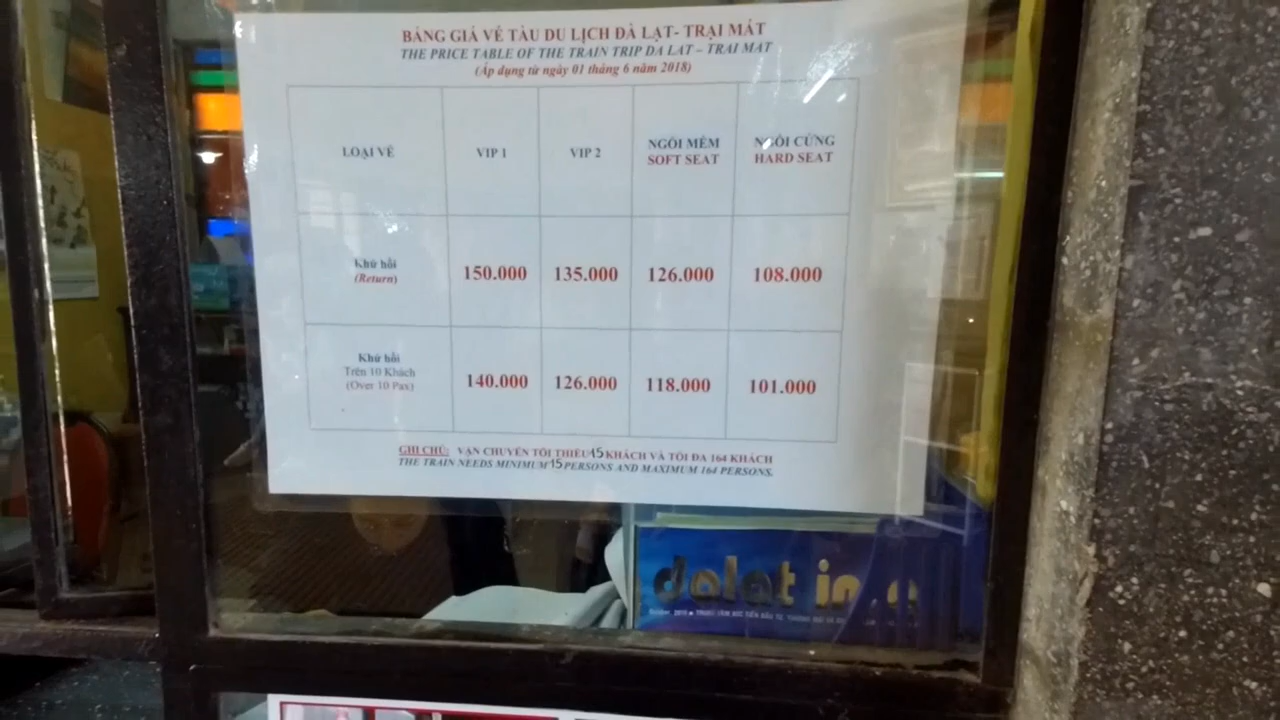 BẢNG GIÁ VÉ TÀU DU LỊCH ĐÀ LẠT- TRẠI MÁT
THE PRICE TABLE OF THE TRAIN TRIP DA LAT – TRAI MAT
(Áp dụng từ ngày 01 tháng 6 năm 2018)
LOẠI VÉ VIP 1 VIP 2 NGỒI MỀM SOFT SEAT NGỒI CỨNG HARD SEAT
Khứ hồi
(Return)
150.000 135.000 126.000 108.000
Khứ hồi
Trên 10 Khách
(Over 10 Pax)
140.000 126.000 118.000 101.000
GHI CHÚ: VẬN CHUYỂN TỐI THIỂU 15 KHÁCH VÀ TỐI ĐA 164 KHÁCH
THE TRAIN NEEDS MINIMUM 15 PERSONS AND MAXIMUM 164 PERSONS.
dalat